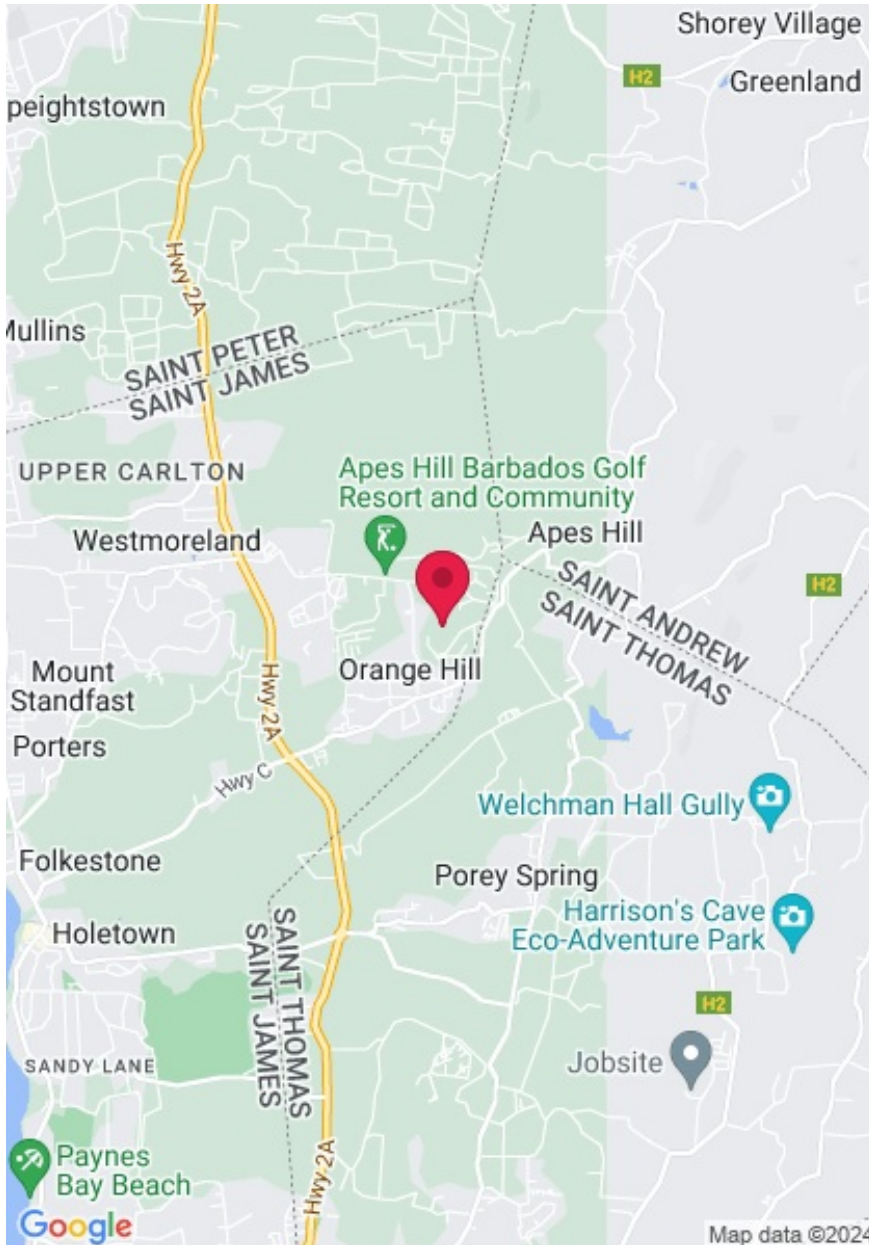 Shorey Village
H2
Greenland
peightstown
Hwy 2A
Mullins
SAINT PETER
SAINT JAMES
UPPER CARLTON
Apes Hill Barbados Golf
Resort and Community
Westmoreland
Apes Hill
SAINT ANDREW
SAINT THOMAS
H2
Mount
Standfast
Orange Hill
Hwy 2A
Porters
Hwy C
Welchman Hall Gully
Folkestone
Porey Spring
Harrison's Cave
Eco-Adventure Park
Holetown
SAINT THOMAS
SAINT JAMES
H2
SANDY LANE
Jobsite
Hwy 2A
Paynes
Bay Beach
Google
Map data ©2024